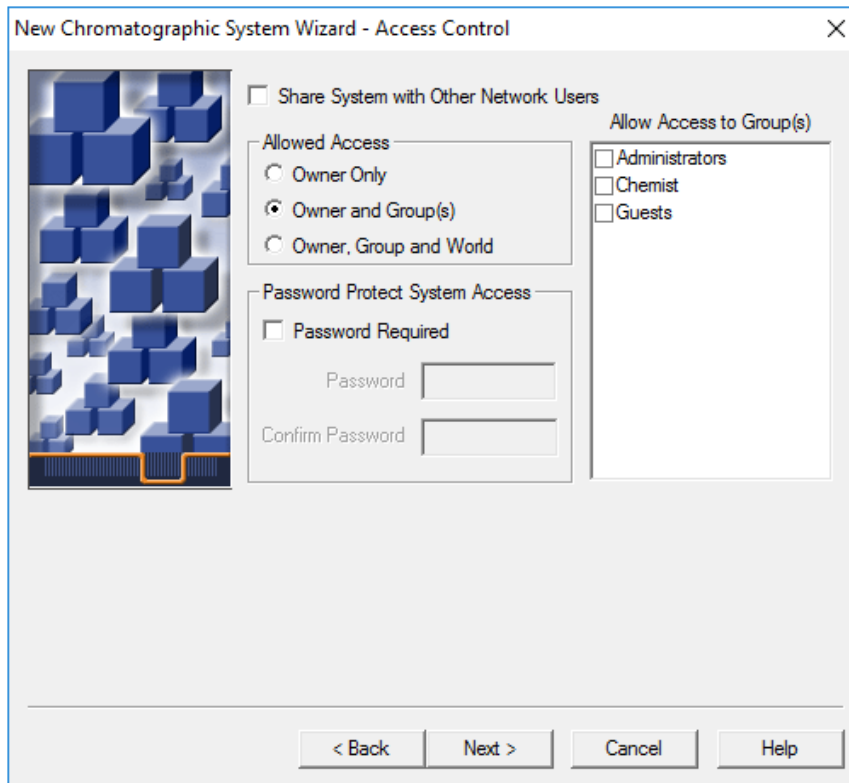 New Chromatographic System Wizard - Access Control
Share System with Other Network Users
Allowed Access
Owner Only
Owner and Group(s)
Owner, Group and World
Password Protect System Access
Password Required
Password
Confirm Password
Allow Access to Group(s)
Administrators
Chemist
Guests
< Back
Next >
Cancel
Help